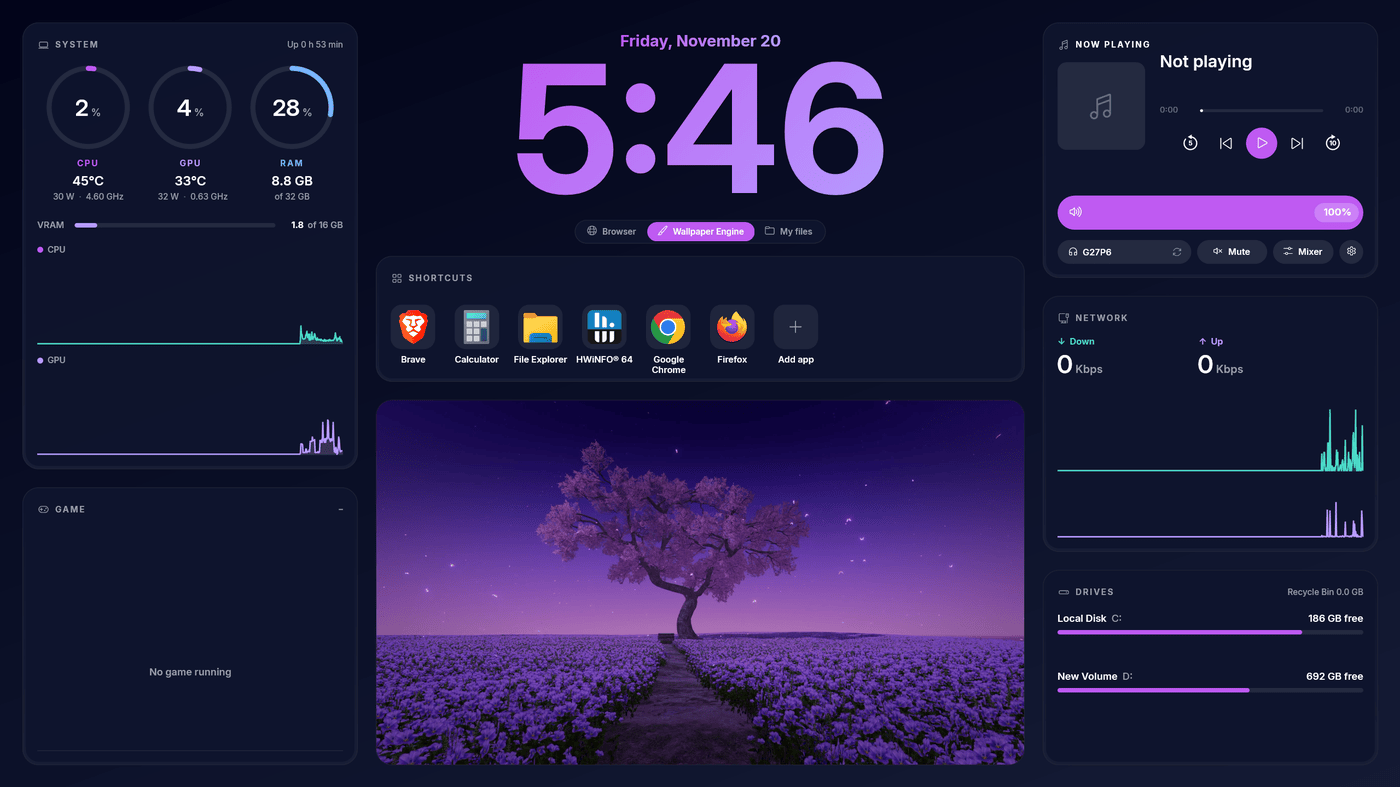 SYSTEM
Up 0 h 53 min
2 %
4 %
28 %
CPU
GPU
RAM
45°C
33°C
8.8 GB
30 W · 4.60 GHz
32 W · 0.63 GHz
of 32 GB
VRAM
1.8 of 16 GB
CPU
GPU
GAME
–
No game running
Friday, November 20
5:46
Browser
Wallpaper Engine
My files
SHORTCUTS
Brave
Calculator
File Explorer
HWiNFO® 64
Google
Chrome
Firefox
Add app
NOW PLAYING
Not playing
0:00
0:00
5
10
100%
G27P6
Mute
Mixer
NETWORK
Down
Up
0 Kbps
0 Kbps
DRIVES
Recycle Bin 0.0 GB
Local Disk C:
186 GB free
New Volume D:
692 GB free